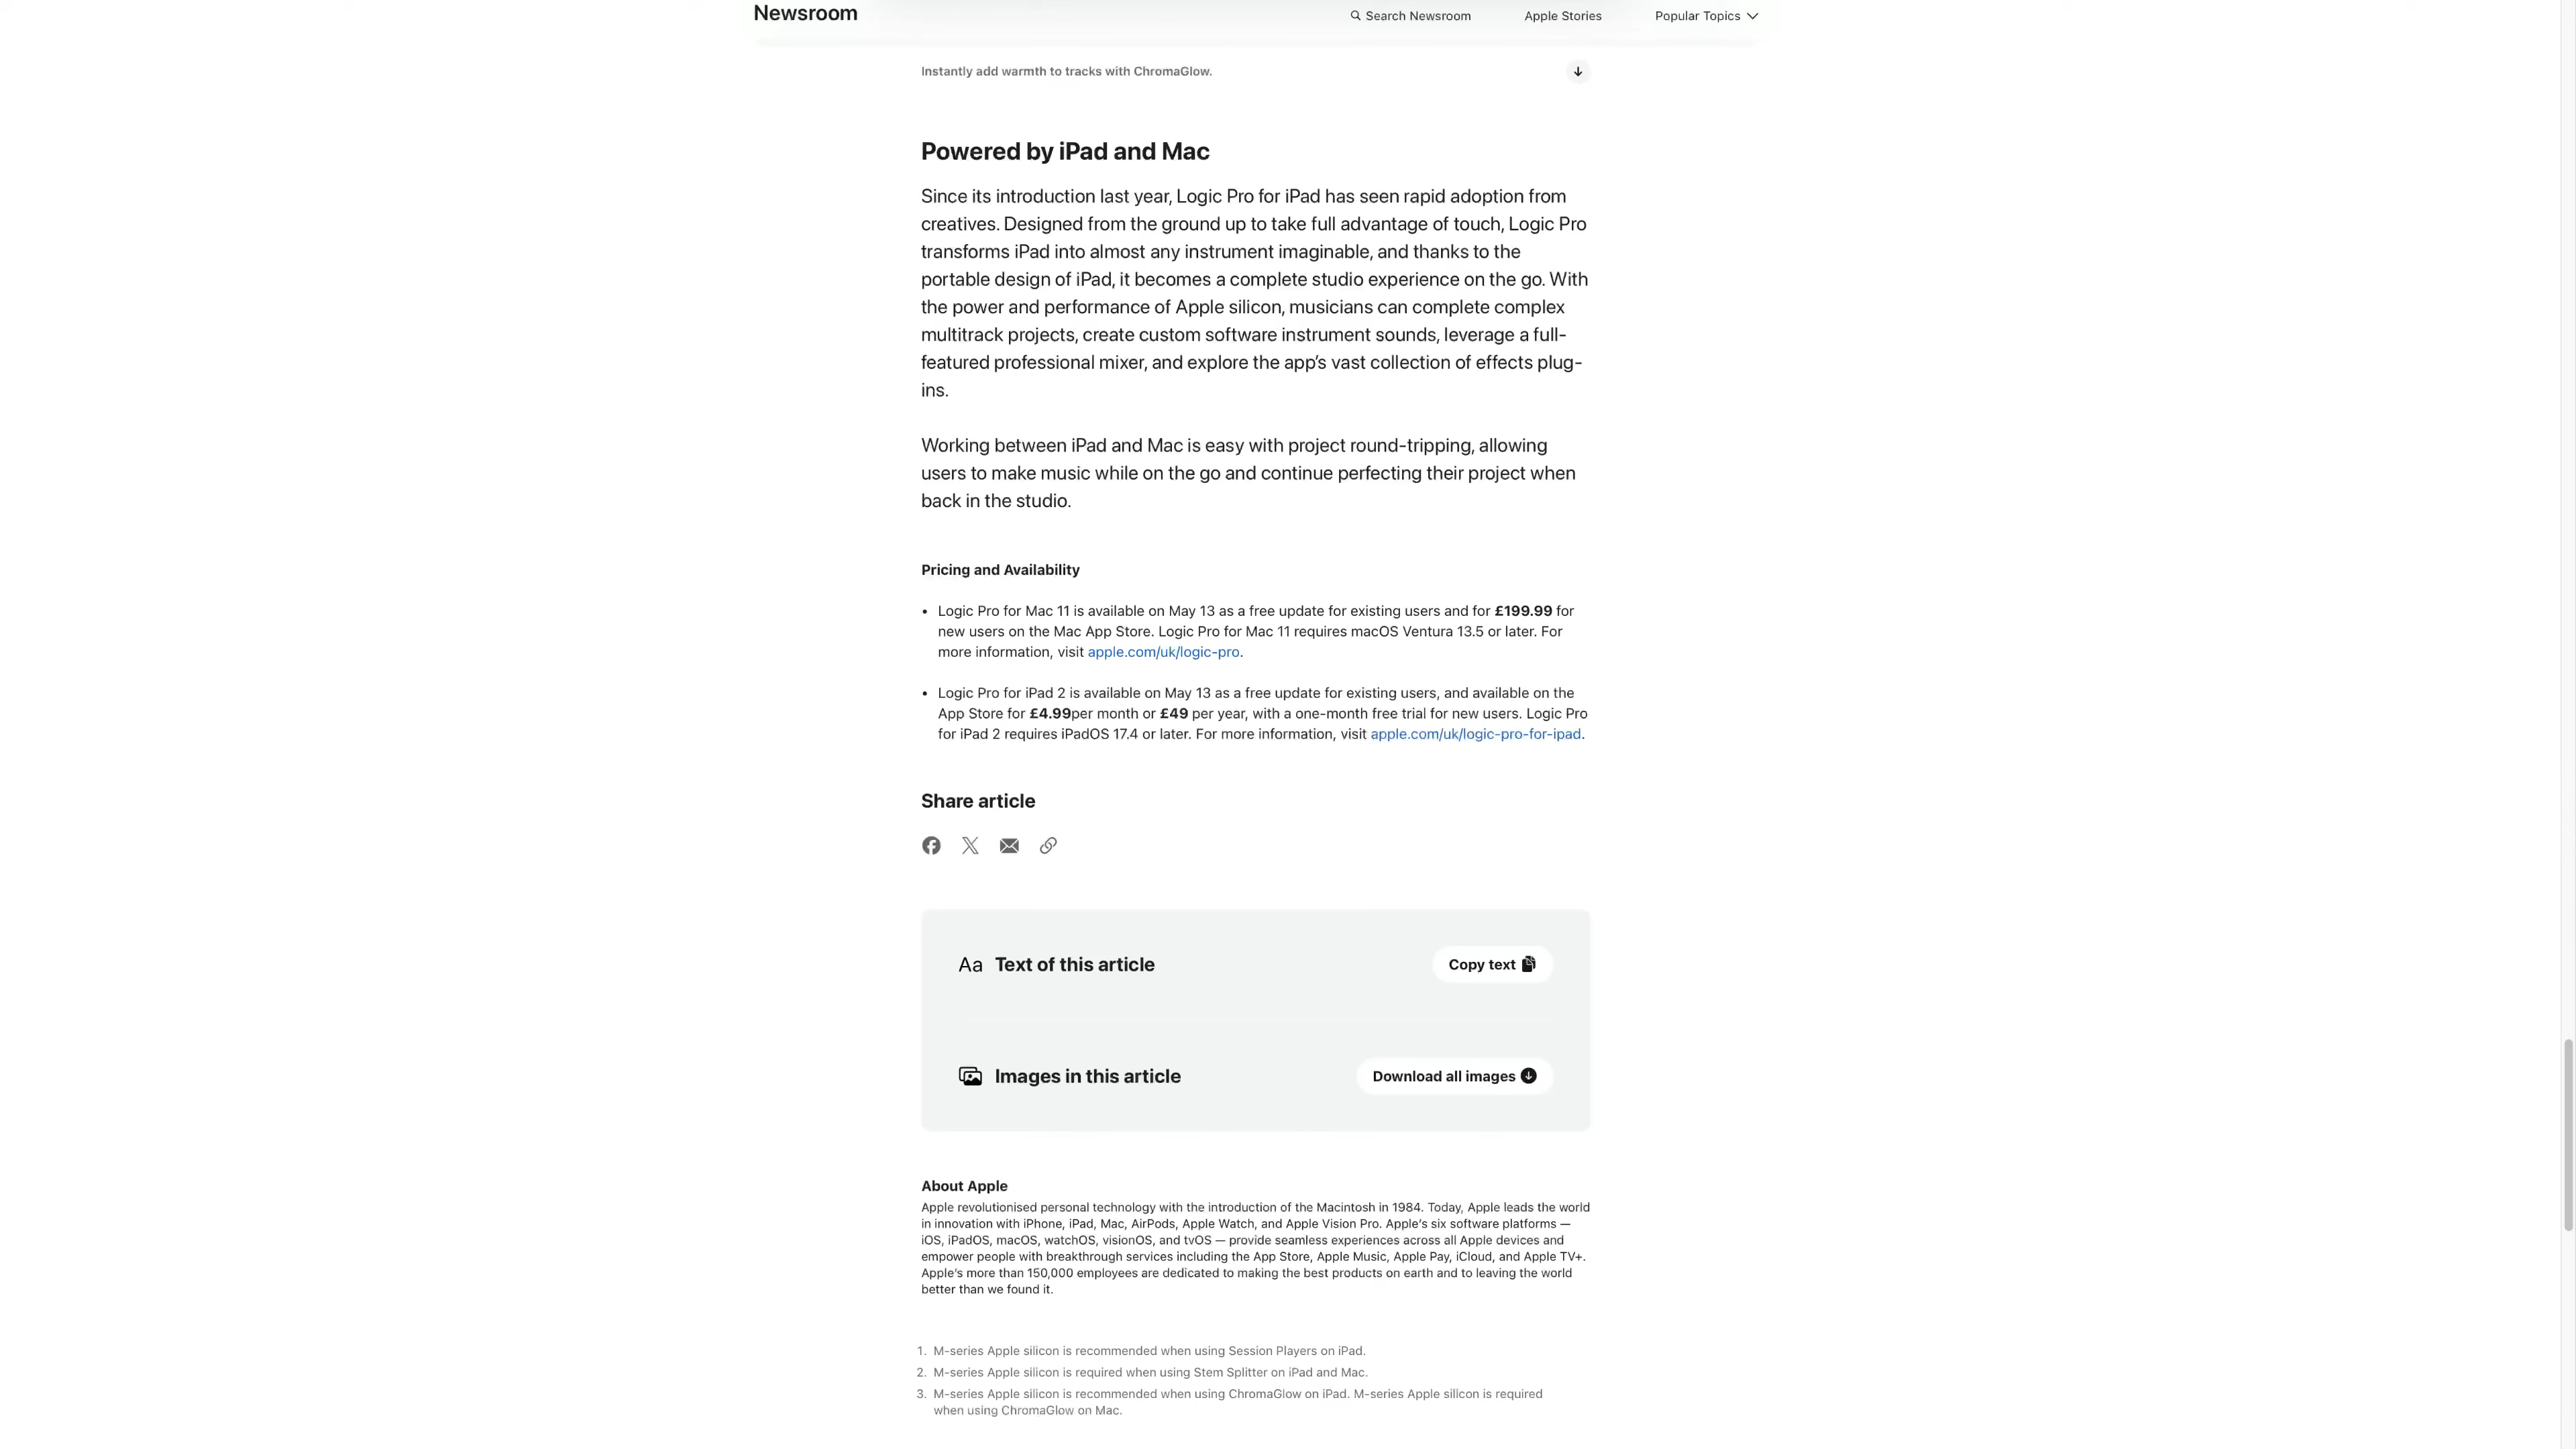 Newsroom
Search Newsroom
Apple Stories
Popular Topics
Instantly add warmth to tracks with ChromaGlow.
Powered by iPad and Mac
Since its introduction last year, Logic Pro for iPad has seen rapid adoption from
creatives. Designed from the ground up to take full advantage of touch, Logic Pro
transforms iPad into almost any instrument imaginable, and thanks to the
portable design of iPad, it becomes a complete studio experience on the go. With
the power and performance of Apple silicon, musicians can complete complex
multitrack projects, create custom software instrument sounds, leverage a full-
featured professional mixer, and explore the app’s vast collection of effects plug-
ins.
Working between iPad and Mac is easy with project round-tripping, allowing
users to make music while on the go and continue perfecting their project when
back in the studio.
Pricing and Availability
• Logic Pro for Mac 11 is available on May 13 as a free update for existing users and for £199.99 for
new users on the Mac App Store. Logic Pro for Mac 11 requires macOS Ventura 13.5 or later. For
more information, visit apple.com/uk/logic-pro.
• Logic Pro for iPad 2 is available on May 13 as a free update for existing users, and available on the
App Store for £4.99per month or £49 per year, with a one-month free trial for new users. Logic Pro
for iPad 2 requires iPadOS 17.4 or later. For more information, visit apple.com/uk/logic-pro-for-ipad.
Share article
Aa Text of this article
Copy text
Images in this article
Download all images
About Apple
Apple revolutionised personal technology with the introduction of the Macintosh in 1984. Today, Apple leads the world
in innovation with iPhone, iPad, Mac, AirPods, Apple Watch, and Apple Vision Pro. Apple’s six software platforms —
iOS, iPadOS, macOS, watchOS, visionOS, and tvOS — provide seamless experiences across all Apple devices and
empower people with breakthrough services including the App Store, Apple Music, Apple Pay, iCloud, and Apple TV+.
Apple’s more than 150,000 employees are dedicated to making the best products on earth and to leaving the world
better than we found it.
1. M-series Apple silicon is recommended when using Session Players on iPad.
2. M-series Apple silicon is required when using Stem Splitter on iPad and Mac.
3. M-series Apple silicon is recommended when using ChromaGlow on iPad. M-series Apple silicon is required
when using ChromaGlow on Mac.